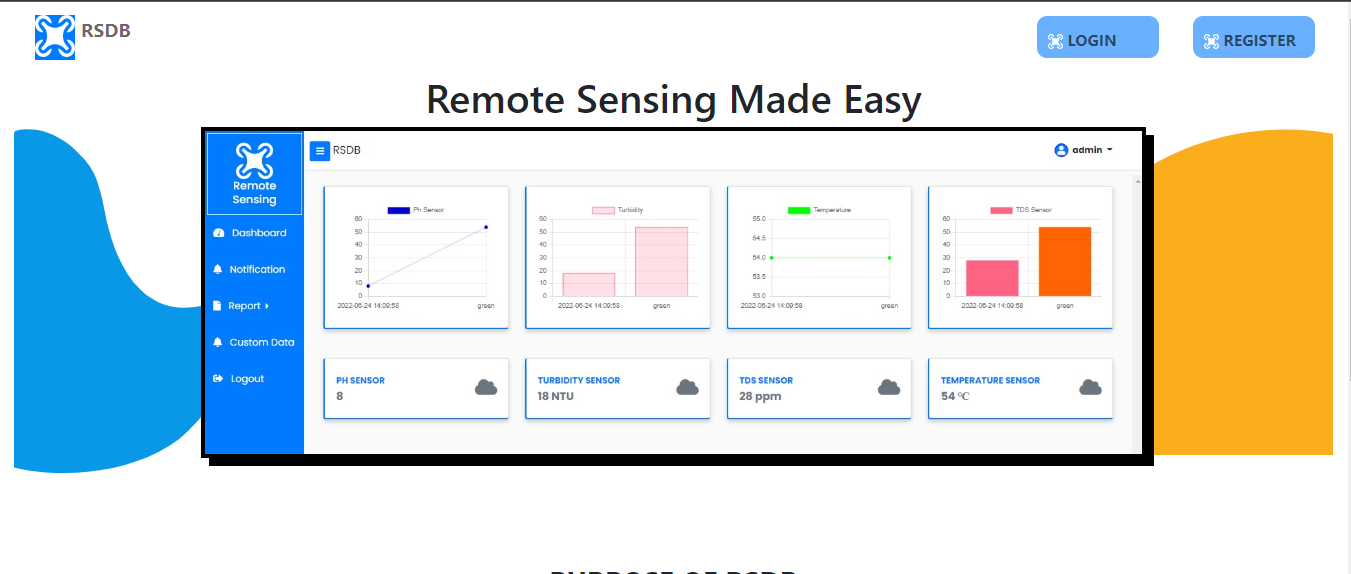 RSDB
LOGIN
REGISTER
Remote Sensing Made Easy
Remote
Sensing
RSDB
admin
Dashboard
Notification
Report
Custom Data
Logout
Ph Sensor
60
50
40
30
20
10
0
2022-06-24 14:09:58 green
Turbidity
60
50
40
30
20
10
0
2022-06-24 14:09:58 green
Temperature
55.0
54.5
54.0
53.5
53.0
2022-06-24 14:09:58 green
TDS Sensor
60
50
40
30
20
10
0
2022-06-24 14:09:58 green
PH SENSOR
8
TURBIDITY SENSOR
18 NTU
TDS SENSOR
28 ppm
TEMPERATURE SENSOR
54 °C
PURPOSE OF RSDB